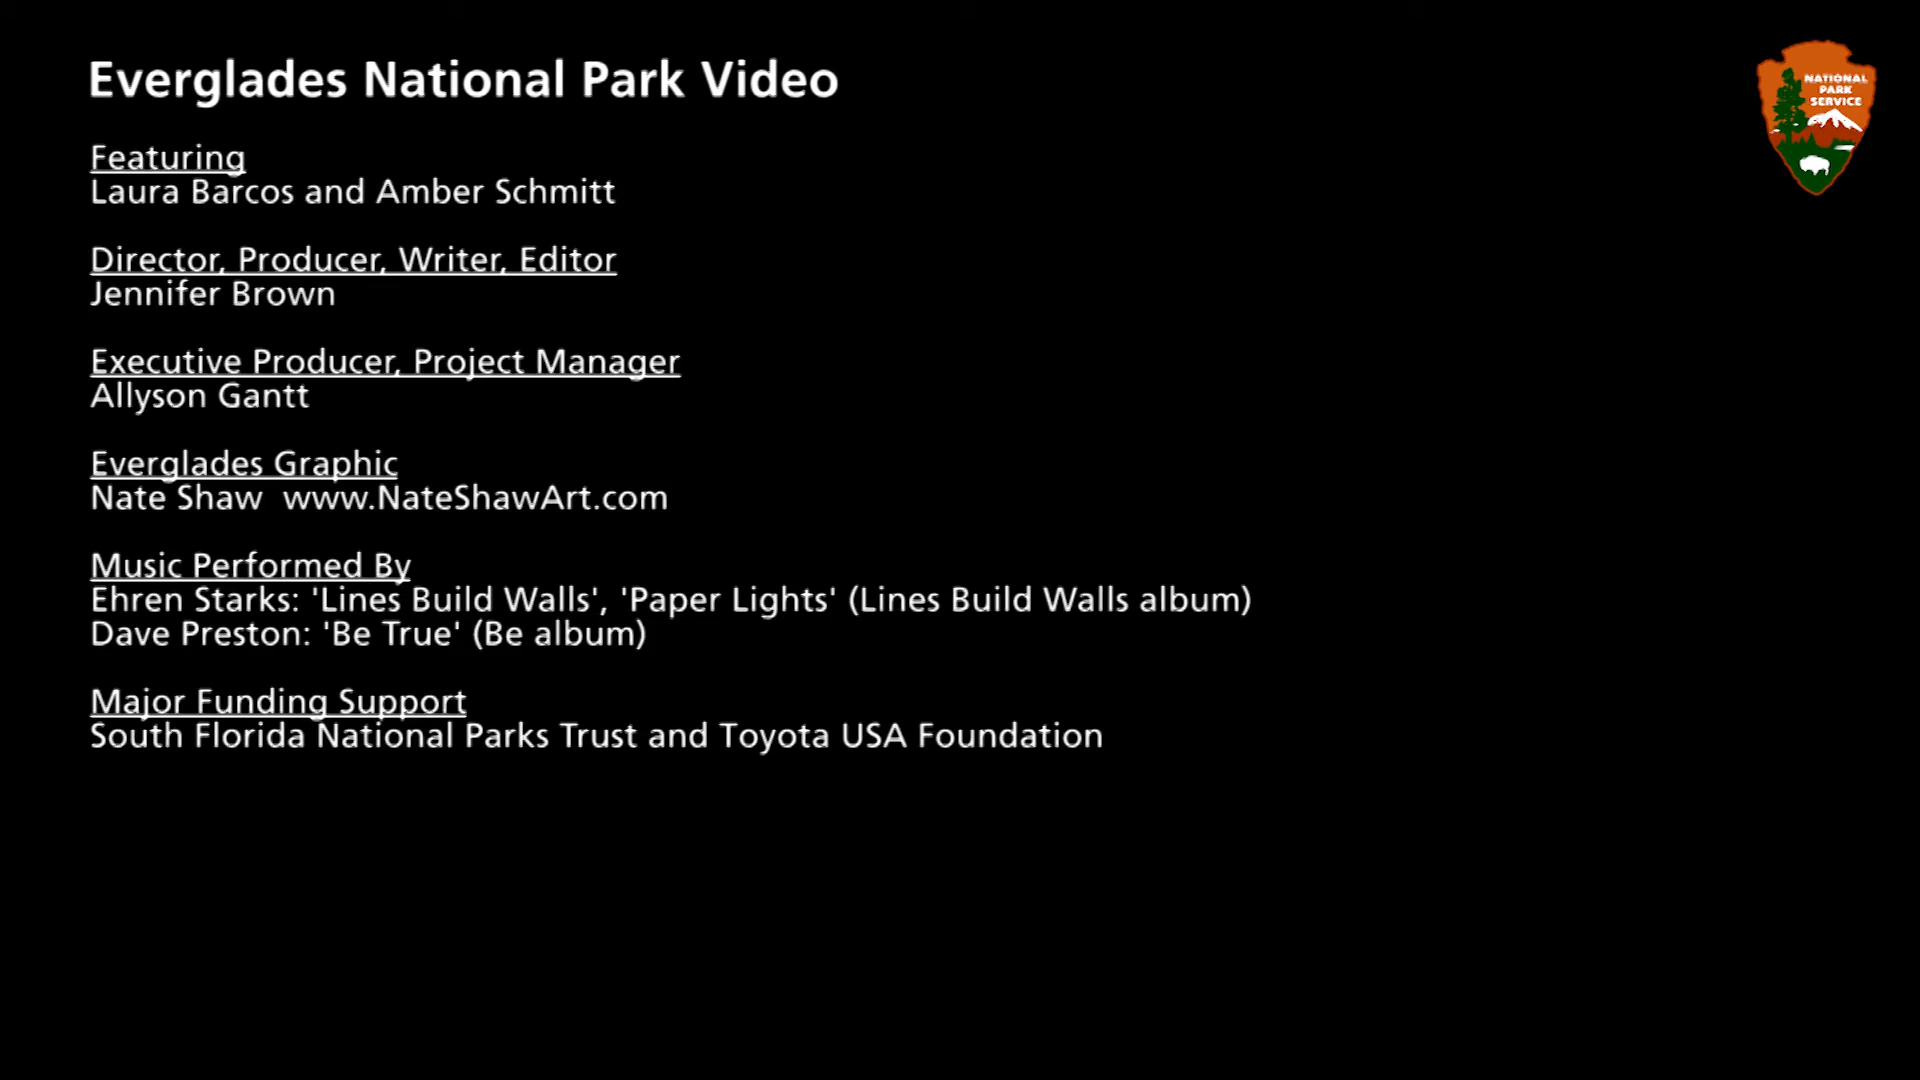 Everglades National Park Video
NATIONAL
PARK
SERVICE
Featuring
Laura Barcos and Amber Schmitt
Director, Producer, Writer, Editor
Jennifer Brown
Executive Producer, Project Manager
Allyson Gantt
Everglades Graphic
Nate Shaw  www.NateShawArt.com
Music Performed By
Ehren Starks: 'Lines Build Walls', 'Paper Lights' (Lines Build Walls album)
Dave Preston: 'Be True' (Be album)
Major Funding Support
South Florida National Parks Trust and Toyota USA Foundation